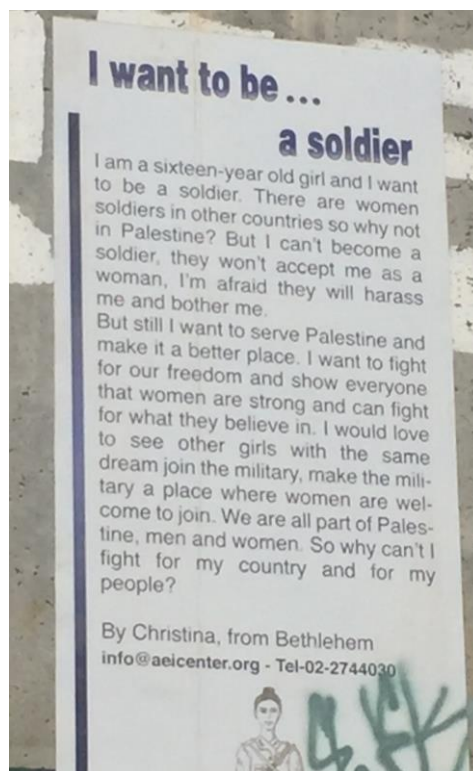 I want to be ...
a soldier
I am a sixteen-year old girl and I want
to be a soldier. There are women
soldiers in other countries so why not
in Palestine? But I can't become a
soldier, they won't accept me as a
woman, I'm afraid they will harass
me and bother me.
But still I want to serve Palestine and
make it a better place. I want to fight
for our freedom and show everyone
that women are strong and can fight
for what they believe in. I would love
to see other girls with the same
dream join the military, make the mili-
tary a place where women are wel-
come to join. We are all part of Pales-
tine, men and women. So why can't I
fight for my country and for my
people?
By Christina, from Bethlehem
info@aeicenter.org - Tel-02-2744030